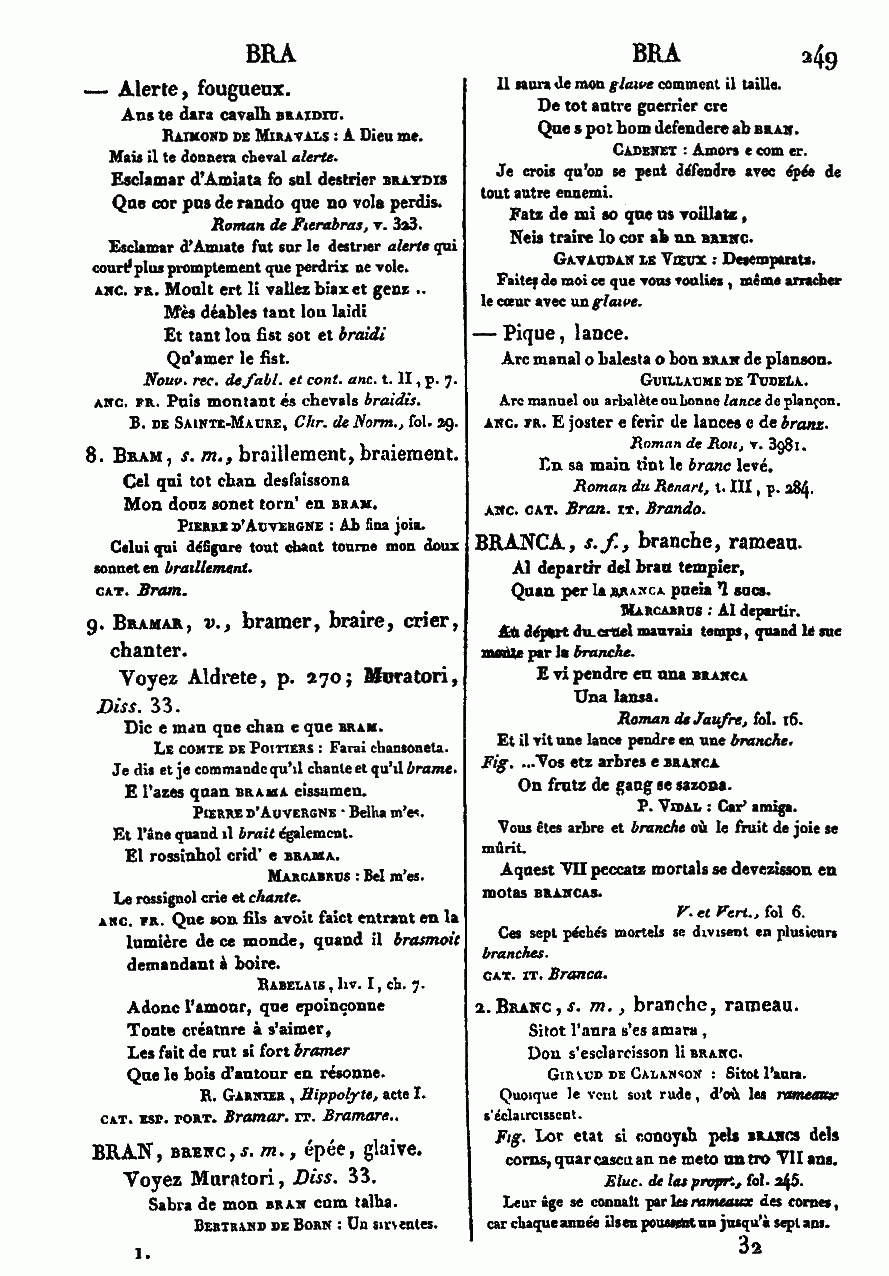 BRA
BRA
249
— Alerte, fougueux.
Ans te dara cavalh BRAIDIU.
RAIMOND DE MIRAVALS : A Dieu me.
Mais il te donnera cheval alerte.
Esclamar d'Amiata fo sul destrier BRAYDIS
Que cor pus de rando que no vola perdis.
Roman de Fierabras, v. 323.
Esclamar d'Amiate fut sur le destrier alerte qui
court plus promptement que perdrix ne vole.
ANC. FR. Moult ert li vallez biax et genz ..
Mès déables tant lou laidi
Et tant lou fist sot et braidi
Qu'amer le fist.
Nouv. rec. de fabl. et cont. anc. t. II, p. 7.
ANC. FR. Puis montant és chevals braidis.
B. DE SAINTE-MAURE, Chr. de Norm., fol. 29.
8. BRAM, s. m., braillement, braiement.
Cel qui tot chan desfaissona
Mon douz sonet torn' en BRAM.
PIERRE D'AUVERGNE : Ab fina joia.
Celui qui défigure tout chant tourne mon doux
sonnet en braillement.
CAT. Bram.
9. BRAMAR, v., bramer, braire, crier,
chanter.
Voyez Aldrete, p. 270; Muratori,
Diss. 33.
Dic e man que chan e que BRAM.
LE COMTE DE POITIERS : Farai chansoneta.
Je dis et je commande qu'il chante et qu'il brame.
E l'azes quan BRAMA eissamen.
PIERRE D'AUVERGNE : Belha m'es.
Et l'âne quand il brait également.
El rossinhol crid' e BRAMA.
MARCABRUS : Bel m'es.
Le rossignol crie et chante.
ANC. FR. Que son fils avoit faict entrant en la
lumière de ce monde, quand il brasmoit
demandant à boire.
RABELAIS, liv. I, ch. 7.
Adonc l'amour, que epoinçonne
Toute créature à s'aimer,
Les fait de rut si fort bramer
Que le bois d'autour en résonne.
R. GARNIER, Hippolyte, acte I.
CAT. ESP. PORT. Bramar. IT. Bramare..
BRAN, BRENC, s. m., épée, glaive.
Voyez Muratori, Diss. 33.
Sabra de mon BRAN cum talha.
BERTRAND DE BORN : Un sirventes.
1.
Il saura de mon glaive comment il taille.
De tot autre guerrier cre
Que s pot hom defendere ab BRAN.
CADENET : Amors e com er.
Je crois qu'on se peut défendre avec épée de
tout autre ennemi.
Fatz de mi so que us voillatz,
Neis traire lo cor ab un BRENC.
GAVAUDAN LE VIEUX : Desemparatz.
Faites de moi ce que vous voulies, même arracher
le cœur avec un glaive.
— Pique, lance.
Arc manal o balesta o bon BRAN de planson.
GUILLAUME DE TUDELA.
Arc manuel ou arbalète ou bonne lance de plançon.
ANC. FR. E joster e ferir de lances e de branz.
Roman de Rou, v. 3981.
En sa main tint le branc levé.
Roman du Renart, t. III, p. 284.
ANC. CAT. Bran. IT. Brando.
BRANCA, s. f., branche, rameau.
Al departir del brau tempier,
Quan per la BRANCA pueia 'l sucs.
MARCABRUS : Al departir.
Au départ du cruel mauvais temps, quand le suc
monte par la branche.
E vi pendre en una BRANCA
Una lansa.
Roman de Jaufre, fol. 16.
Et il vit une lance pendre en une branche.
Fig. ...Vos etz arbres e BRANCA
On frutz de gaug se sazona.
P. VIDAL : Car' amiga.
Vous êtes arbre et branche où le fruit de joie se
mûrit.
Aquest VII peccatz mortals se devezisson en
motas BRANCAS.
V. et Vert., fol 6.
Ces sept péchés mortels se divisent en plusieurs
branches.
CAT. IT. Branca.
2. BRANC, s. m., branche, rameau.
Sitot l'aura s'es amara,
Don s'esclarcisson li BRANC.
GIRAUD DE CALANSON : Sitot l'aura.
Quoique le vent soit rude, d'où les rameaux
s'éclaircissent.
Fig. Lor etat si conoysh pels BRANCS dels
corns, quar cascu an ne meto un tro VII ans.
Eluc. de las propr., fol. 245.
Leur âge se connaît par les rameaux des cornes,
car chaque année ils en poussent un jusqu'à sept ans.
32